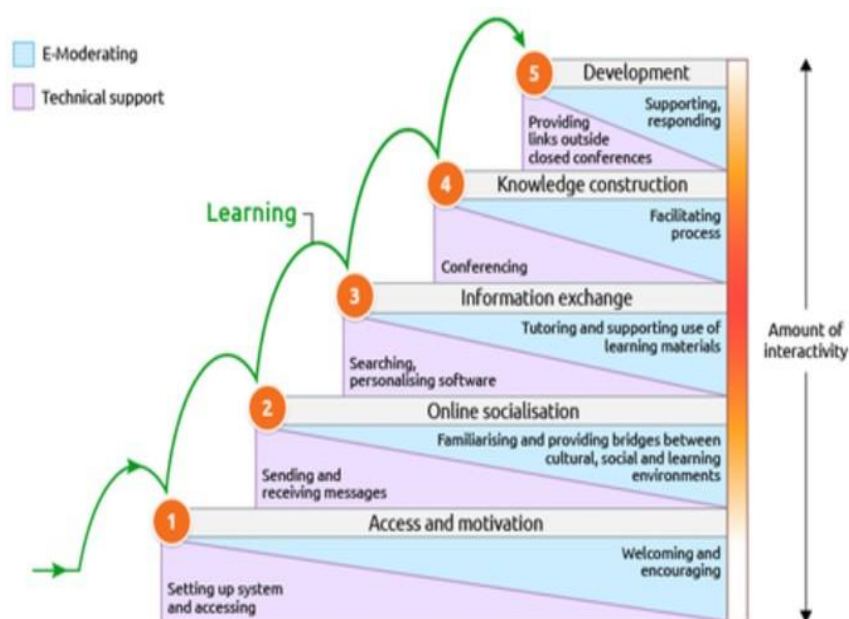 E-Moderating
Technical support
Learning
5
Development
Providing
links outside
closed conferences
Supporting,
responding
4
Knowledge construction
Conferencing
Facilitating
process
3
Information exchange
Searching,
personalising software
Tutoring and supporting use of
learning materials
2
Online socialisation
Sending and
receiving messages
Familiarising and providing bridges between
cultural, social and learning
environments
1
Access and motivation
Setting up system
and accessing
Welcoming and
encouraging
Amount of
interactivity